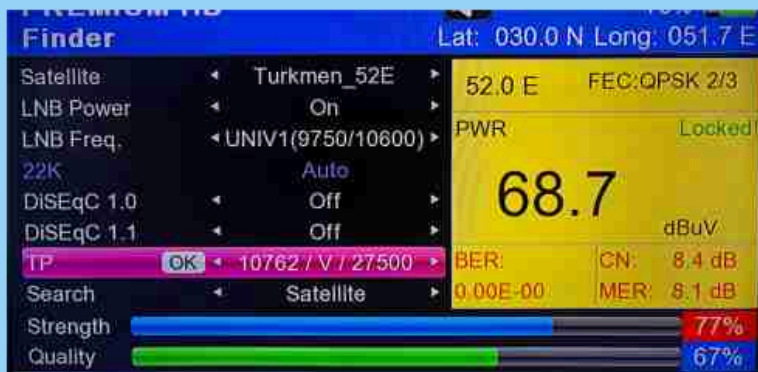 Finder
Lat: 030.0 N Long: 051.7 E
Satellite Turkmen_52E
LNB Power On
LNB Freq. UNIV1(9750/10600)
22K Auto
DiSEqC 1.0 Off
DiSEqC 1.1 Off
TP OK 10762 / V / 27500
Search Satellite
Strength 77%
Quality 67%
52.0 E FEC:QPSK 2/3
PWR Locked!
68.7
dBuV
BER: CN: 8.4 dB
0.00E-00 MER: 8.1 dB